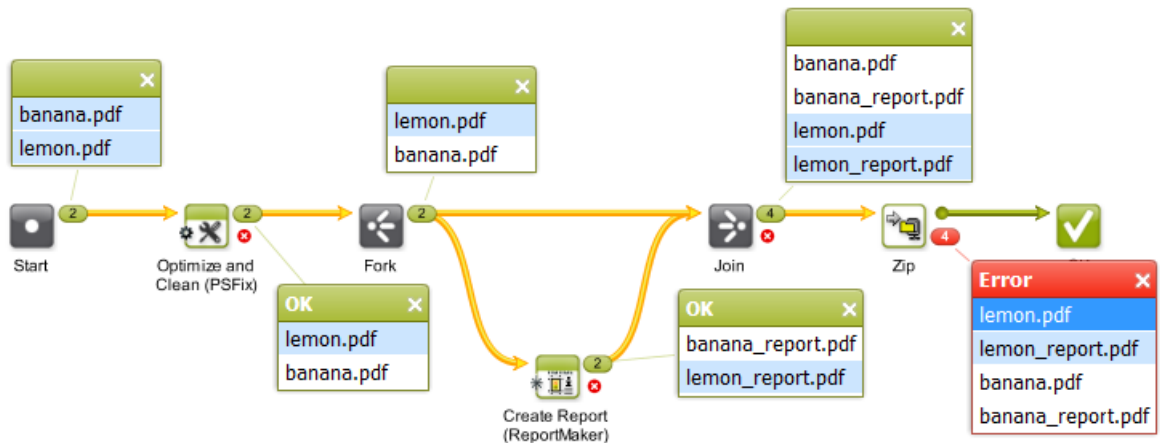 banana.pdf
lemon.pdf
lemon.pdf
banana.pdf
banana.pdf
banana_report.pdf
lemon.pdf
lemon_report.pdf
2
2
2
4
4
Start
Optimize and
Clean (PSFix)
Fork
Join
Zip
OK
lemon.pdf
banana.pdf
OK
banana_report.pdf
lemon_report.pdf
Error
lemon.pdf
lemon_report.pdf
banana.pdf
banana_report.pdf
2
Create Report
(ReportMaker)